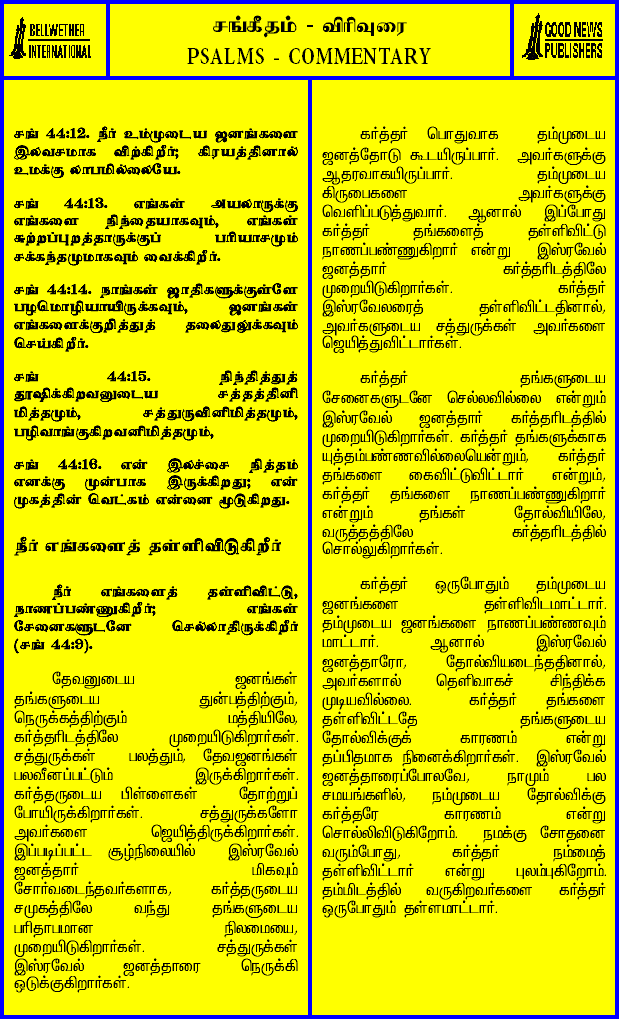 BELLWETHER
INTERNATIONAL
சங்கீதம் - விரிவுரை
PSALMS - COMMENTARY
GOOD NEWS
PUBLISHERS
சங் 44:12. நீர் உம்முடைய ஜனங்களை
இலவசமாக விற்கிறீர்; கிரயத்தினால்
உமக்கு லாபமில்லையே.
சங் 44:13. எங்கள் அயலாருக்கு
எங்களை நிந்தையாகவும், எங்கள்
சுற்றப்புறத்தாருக்குப் பரியாசமும்
சக்கந்தமுமாகவும் வைக்கிறீர்.
சங் 44:14. நாங்கள் ஜாதிகளுக்குள்ளே
பழமொழியாயிருக்கவும், ஜனங்கள்
எங்களைக்குறித்துத் தலைதுலுக்கவும்
செய்கிறீர்.
சங் 44:15. நிந்தித்துத்
தூஷிக்கிறவனுடைய சத்தத்தினி
மித்தமும், சத்துருவினிமித்தமும்,
பழிவாங்குகிறவனிமித்தமும்,
சங் 44:16. என் இலச்சை நித்தம்
எனக்கு முன்பாக இருக்கிறது; என்
முகத்தின் வெட்கம் என்னை மூடுகிறது.
நீர் எங்களைத் தள்ளிவிடுகிறீர்
நீர் எங்களைத் தள்ளிவிட்டு,
நாணப்பண்ணுகிறீர்; எங்கள்
சேனைகளுடனே செல்லாதிருக்கிறீர்
(சங் 44:9).
தேவனுடைய ஜனங்கள்
தங்களுடைய துன்பத்திற்கும்,
நெருக்கத்திற்கும் மத்தியிலே,
கர்த்தரிடத்திலே முறையிடுகிறார்கள்.
சத்துருக்கள் பலத்தும், தேவஜனங்கள்
பலவீனப்பட்டும் இருக்கிறார்கள்.
கர்த்தருடைய பிள்ளைகள் தோற்றுப்
போயிருக்கிறார்கள். சத்துருக்களோ
அவர்களை ஜெயித்திருக்கிறார்கள்.
இப்படிப்பட்ட சூழ்நிலையில் இஸ்ரவேல்
ஜனத்தார் மிகவும்
சோர்வடைந்தவர்களாக, கர்த்தருடைய
சமுகத்திலே வந்து தங்களுடைய
பரிதாபமான நிலமையை,
முறையிடுகிறார்கள். சத்துருக்கள்
இஸ்ரவேல் ஜனத்தாரை நெருக்கி
ஒடுக்குகிறார்கள்.
கர்த்தர் பொதுவாக தம்முடைய
ஜனத்தோடு கூடயிருப்பார். அவர்களுக்கு
ஆதரவாகயிருப்பார். தம்முடைய
கிருபைகளை அவர்களுக்கு
வெளிப்படுத்துவார். ஆனால் இப்போது
கர்த்தர் தங்களைத் தள்ளிவிட்டு
நாணப்பண்ணுகிறார் என்று இஸ்ரவேல்
ஜனத்தார் கர்த்தரிடத்திலே
முறையிடுகிறார்கள். கர்த்தர்
இஸ்ரவேலரைத் தள்ளிவிட்டதினால்,
அவர்களுடைய சத்துருக்கள் அவர்களை
ஜெயித்துவிட்டார்கள்.
கர்த்தர் தங்களுடைய
சேனைகளுடனே செல்லவில்லை என்றும்
இஸ்ரவேல் ஜனத்தார் கர்த்தரிடத்தில்
முறையிடுகிறார்கள். கர்த்தர் தங்களுக்காக
யுத்தம்பண்ணவில்லையென்றும், கர்த்தர்
தங்களை கைவிட்டுவிட்டார் என்றும்,
கர்த்தர் தங்களை நாணப்பண்ணுகிறார்
என்றும் தங்கள் தோல்வியிலே,
வருத்தத்திலே கர்த்தரிடத்தில்
சொல்லுகிறார்கள்.
கர்த்தர் ஒருபோதும் தம்முடைய
ஜனங்களை தள்ளிவிடமாட்டார்.
தம்முடைய ஜனங்களை நாணப்பண்ணவும்
மாட்டார். ஆனால் இஸ்ரவேல்
ஜனத்தாரோ, தோல்வியடைந்ததினால்,
அவர்களால் தெளிவாகச் சிந்திக்க
முடியவில்லை. கர்த்தர் தங்களை
தள்ளிவிட்டதே தங்களுடைய
தோல்விக்குக் காரணம் என்று
தப்பிதமாக நினைக்கிறார்கள். இஸ்ரவேல்
ஜனத்தாரைப்போலவே, நாமும் பல
சமயங்களில், நம்முடைய தோல்விக்கு
கர்த்தரே காரணம் என்று
சொல்லிவிடுகிறோம். நமக்கு சோதனை
வரும்போது, கர்த்தர் நம்மைத்
தள்ளிவிட்டார் என்று புலம்புகிறோம்.
தம்மிடத்தில் வருகிறவர்களை கர்த்தர்
ஒருபோதும் தள்ளமாட்டார்.